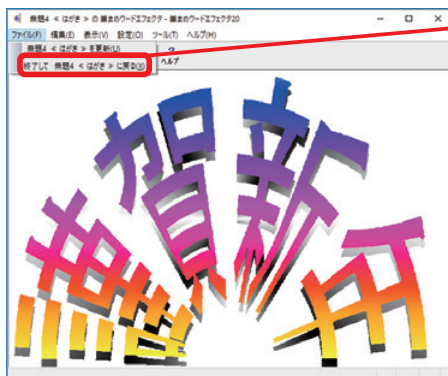 無題4 ≪ はがき ≫ の 筆まめワードエフェクタ - 筆まめワードエフェクタ20
ファイル(F) 編集(E) 表示(V) 設定(O) ツール(T) ヘルプ(H)
無題4 ≪ はがき ≫ を更新(U)
終了して 無題4 ≪ はがき ≫ に戻る(X)
ヘルプ
謹賀新年